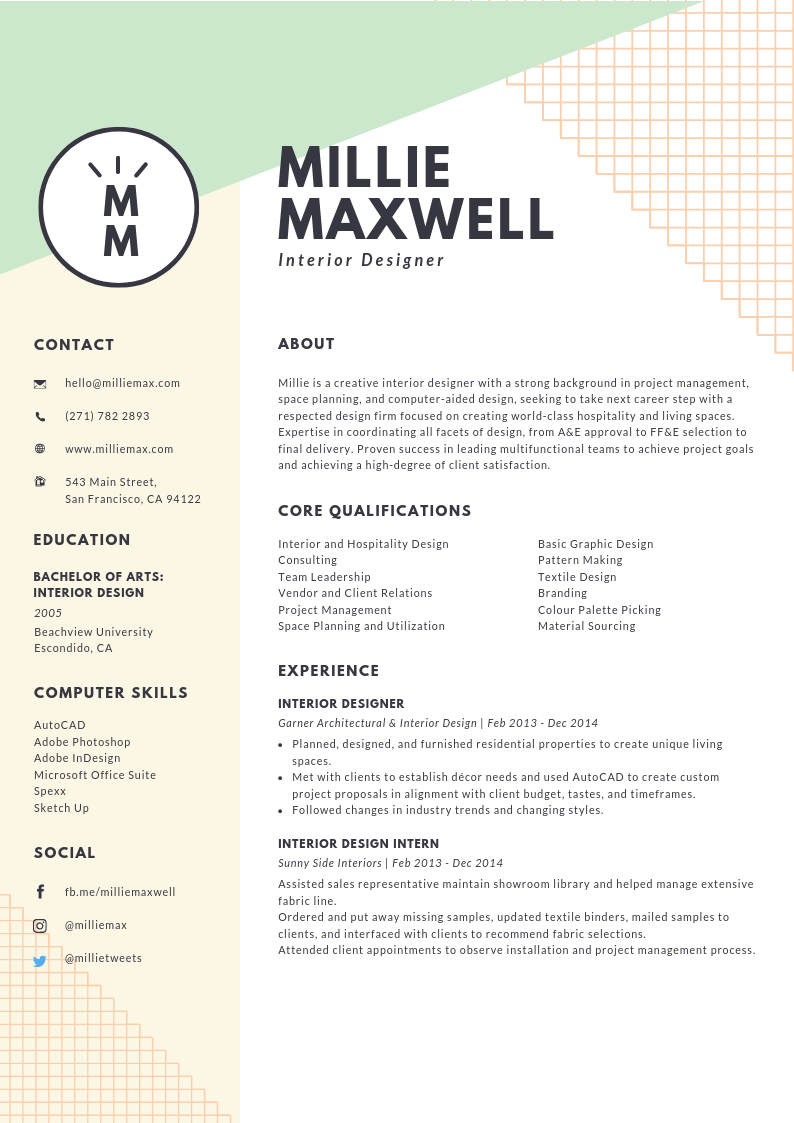 M
M
MILLIE
MAXWELL
Interior Designer
CONTACT
hello@milliemax.com
(271) 782 2893
www.milliemax.com
543 Main Street,
San Francisco, CA 94122
EDUCATION
BACHELOR OF ARTS:
INTERIOR DESIGN
2005
Beachview University
Escondido, CA
COMPUTER SKILLS
AutoCAD
Adobe Photoshop
Adobe InDesign
Microsoft Office Suite
Spexx
Sketch Up
SOCIAL
fb.me/milliemaxwell
@milliemax
@millietweets
ABOUT
Millie is a creative interior designer with a strong background in project management,
space planning, and computer-aided design, seeking to take next career step with a
respected design firm focused on creating world-class hospitality and living spaces.
Expertise in coordinating all facets of design, from A&E approval to FF&E selection to
final delivery. Proven success in leading multifunctional teams to achieve project goals
and achieving a high-degree of client satisfaction.
CORE QUALIFICATIONS
Interior and Hospitality Design
Consulting
Team Leadership
Vendor and Client Relations
Project Management
Space Planning and Utilization
Basic Graphic Design
Pattern Making
Textile Design
Branding
Colour Palette Picking
Material Sourcing
EXPERIENCE
INTERIOR DESIGNER
Garner Architectural & Interior Design | Feb 2013 - Dec 2014
• Planned, designed, and furnished residential properties to create unique living
spaces.
• Met with clients to establish décor needs and used AutoCAD to create custom
project proposals in alignment with client budget, tastes, and timeframes.
• Followed changes in industry trends and changing styles.
INTERIOR DESIGN INTERN
Sunny Side Interiors | Feb 2013 - Dec 2014
Assisted sales representative maintain showroom library and helped manage extensive
fabric line.
Ordered and put away missing samples, updated textile binders, mailed samples to
clients, and interfaced with clients to recommend fabric selections.
Attended client appointments to observe installation and project management process.